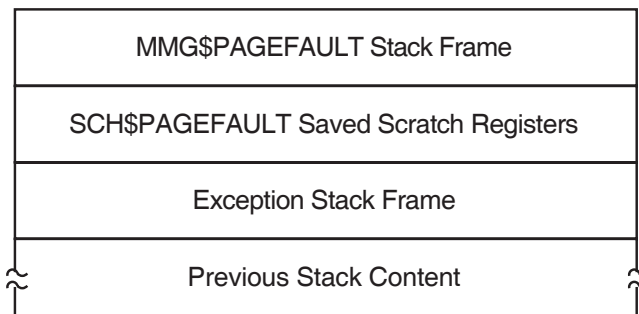 MMG$PAGEFAULT Stack Frame
SCH$PAGEFAULT Saved Scratch Registers
Exception Stack Frame
Previous Stack Content